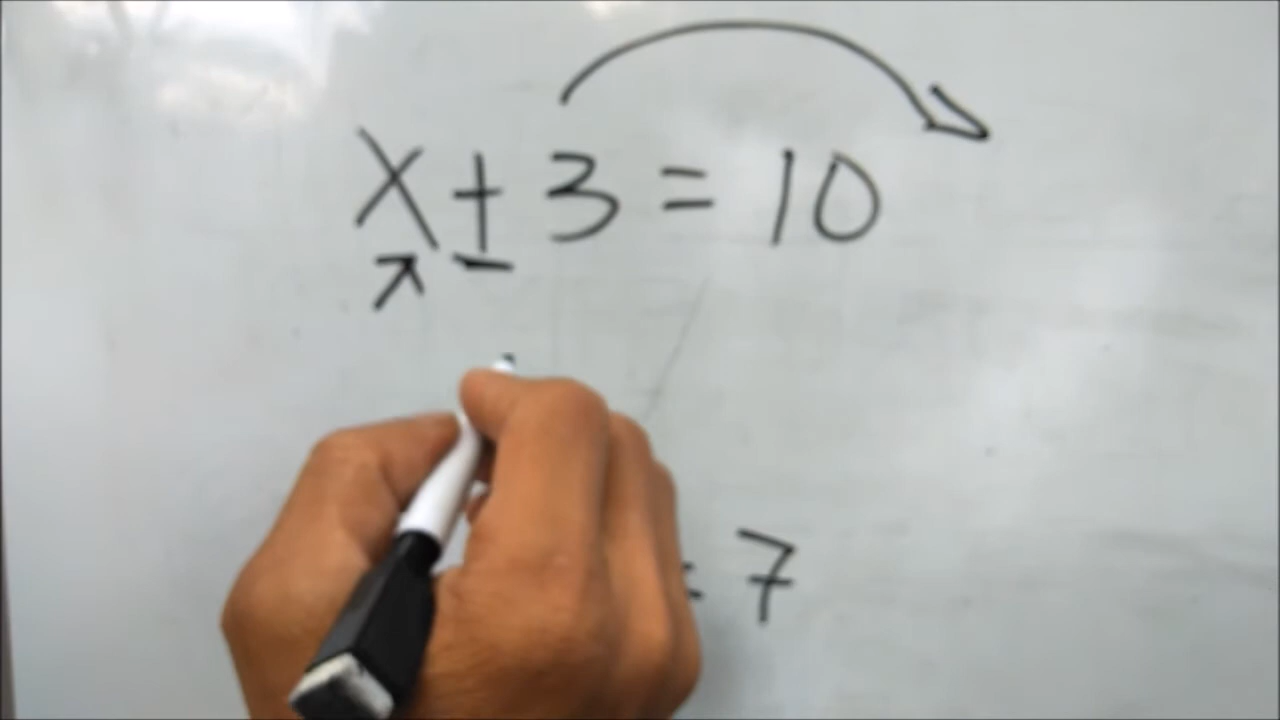 x + 3 = 10
= 7